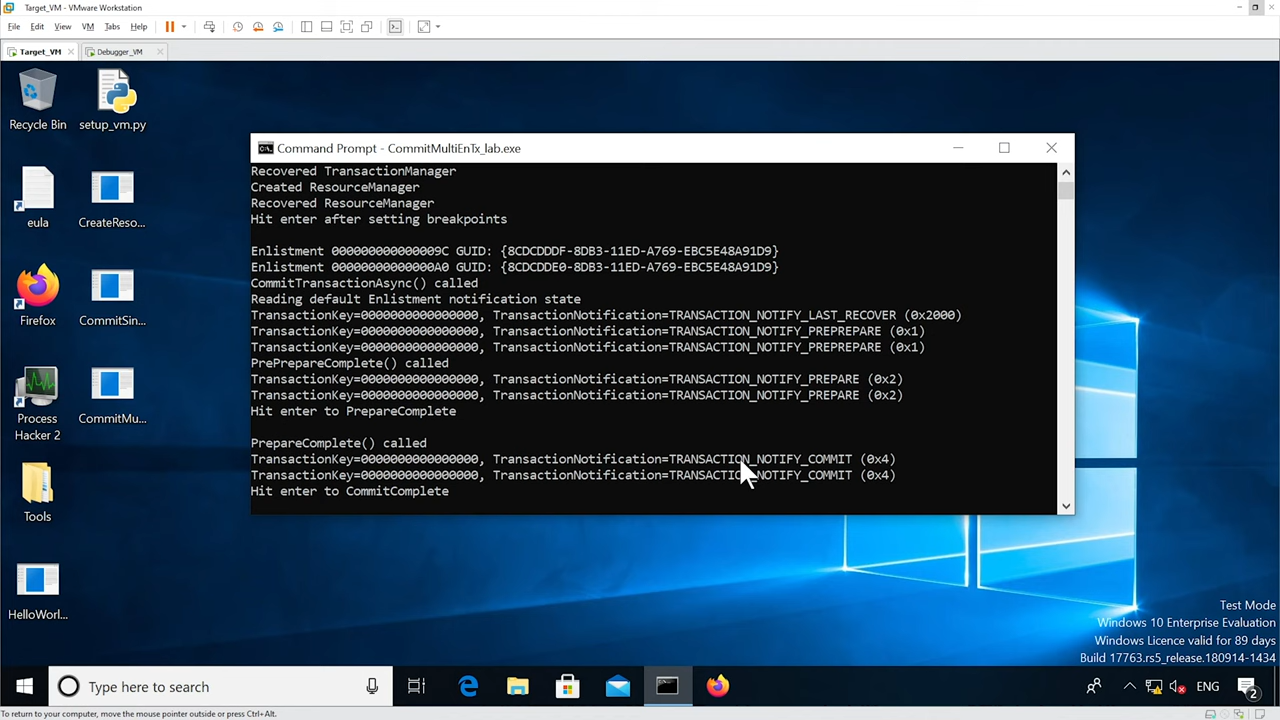 Target_VM - VMware Workstation
File Edit View VM Tabs Help
Target_VM Debugger_VM
Recycle Bin
setup_vm.py
eula
CreateReso...
Firefox
CommitSin...
Process
Hacker 2
CommitMu...
Tools
HelloWorl...
Command Prompt - CommitMultiEnTx_lab.exe
Recovered TransactionManager
Created ResourceManager
Recovered ResourceManager
Hit enter after setting breakpoints
Enlistment 000000000000009C GUID: {8CDCDDDF-8DB3-11ED-A769-EBC5E48A91D9}
Enlistment 00000000000000A0 GUID: {8CDCDDE0-8DB3-11ED-A769-EBC5E48A91D9}
CommitTransactionAsync() called
Reading default Enlistment notification state
TransactionKey=0000000000000000, TransactionNotification=TRANSACTION_NOTIFY_LAST_RECOVER (0x2000)
TransactionKey=0000000000000000, TransactionNotification=TRANSACTION_NOTIFY_PREPREPARE (0x1)
TransactionKey=0000000000000000, TransactionNotification=TRANSACTION_NOTIFY_PREPREPARE (0x1)
PrePrepareComplete() called
TransactionKey=0000000000000000, TransactionNotification=TRANSACTION_NOTIFY_PREPARE (0x2)
TransactionKey=0000000000000000, TransactionNotification=TRANSACTION_NOTIFY_PREPARE (0x2)
Hit enter to PrepareComplete
PrepareComplete() called
TransactionKey=0000000000000000, TransactionNotification=TRANSACTION_NOTIFY_COMMIT (0x4)
TransactionKey=0000000000000000, TransactionNotification=TRANSACTION_NOTIFY_COMMIT (0x4)
Hit enter to CommitComplete
Test Mode
Windows 10 Enterprise Evaluation
Windows Licence valid for 89 days
Build 17763.rs5_release.180914-1434
Type here to search
ENG
2
To return to your computer, move the mouse pointer outside or press Ctrl+Alt.